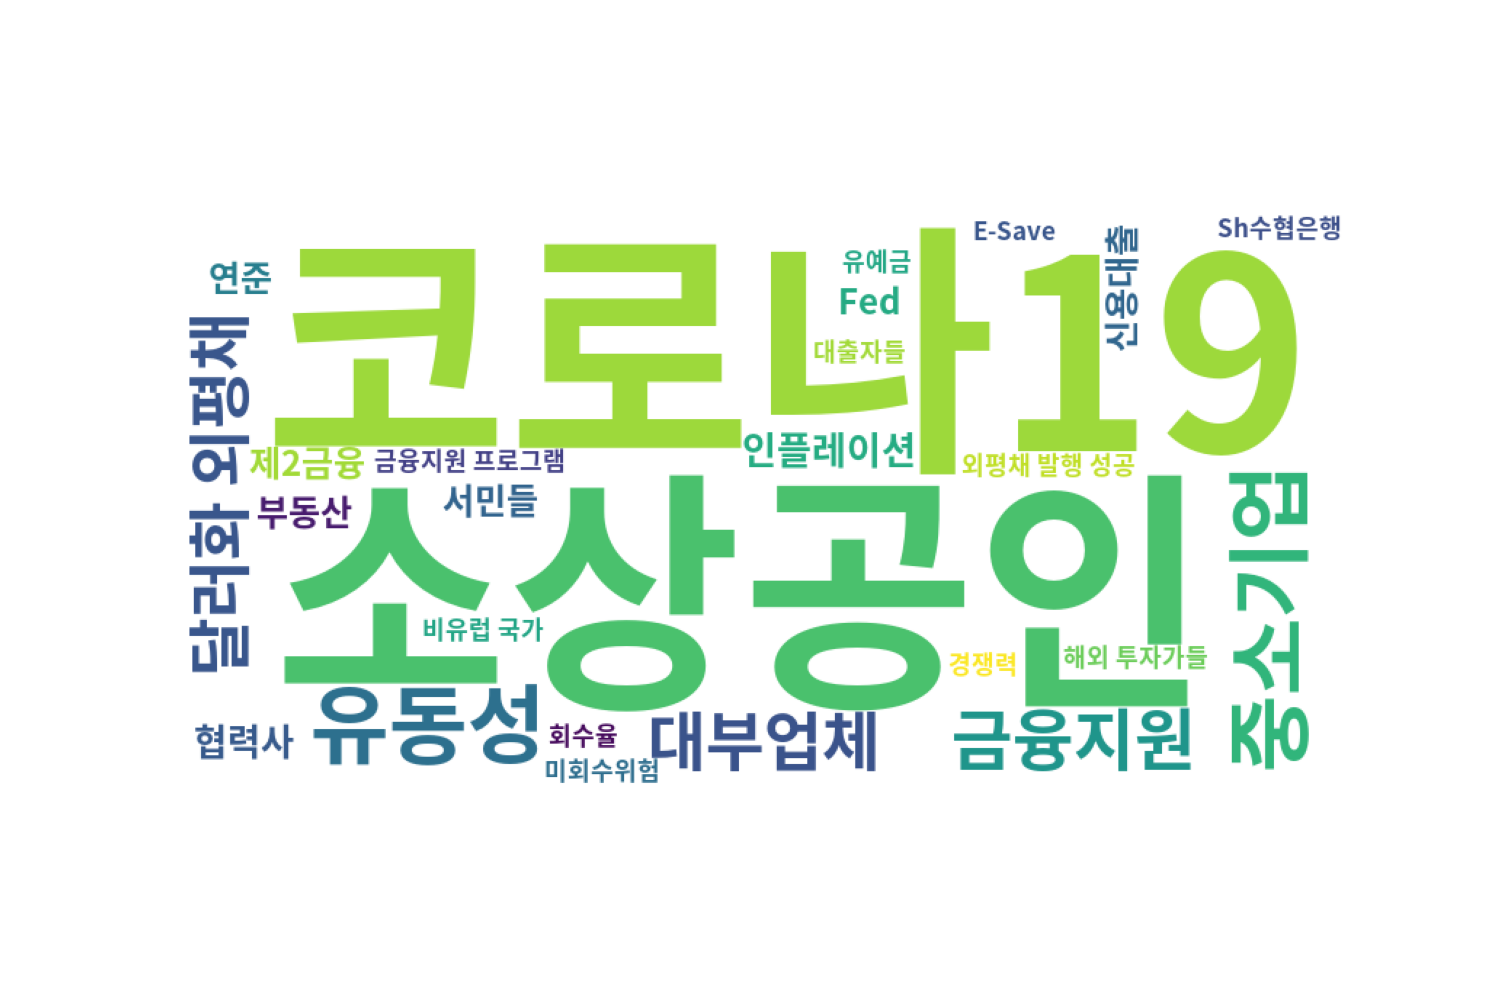 Sh수협은행
E-Save
신용대출
유예금
연준
Fed
코로나19
대출자들
달러화 외평채
인플레이션
제2금융
금융지원 프로그램
외평채 발행 성공
서민들
부동산
소상공인
중소기업
비유럽 국가
해외 투자가들
경쟁력
유동성
회수율
협력사
대부업체
금융지원
미회수위험